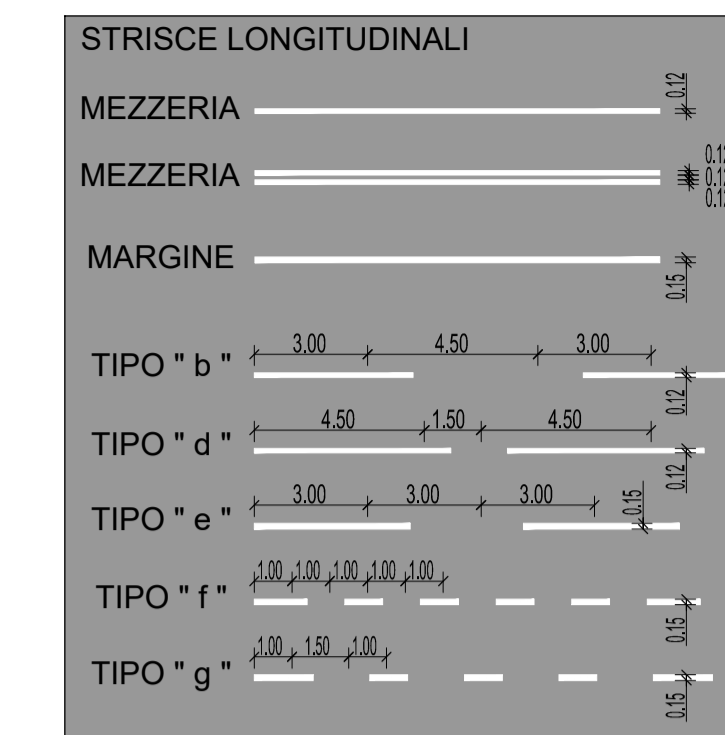 STRISCE LONGITUDINALI
0.12
MEZZERIA
MEZZERIA
MARGINE
0.15
3.00 4.50 3.00
TIPO " b "
0.12
4.50 1.50 4.50
TIPO " d "
0.12
3.00 3.00 3.00 0.15
TIPO " e "
1.00 1.00 1.00 1.00 1.00
TIPO " f "
0.15
1.00 1.50 1.00
TIPO " g "
0.15